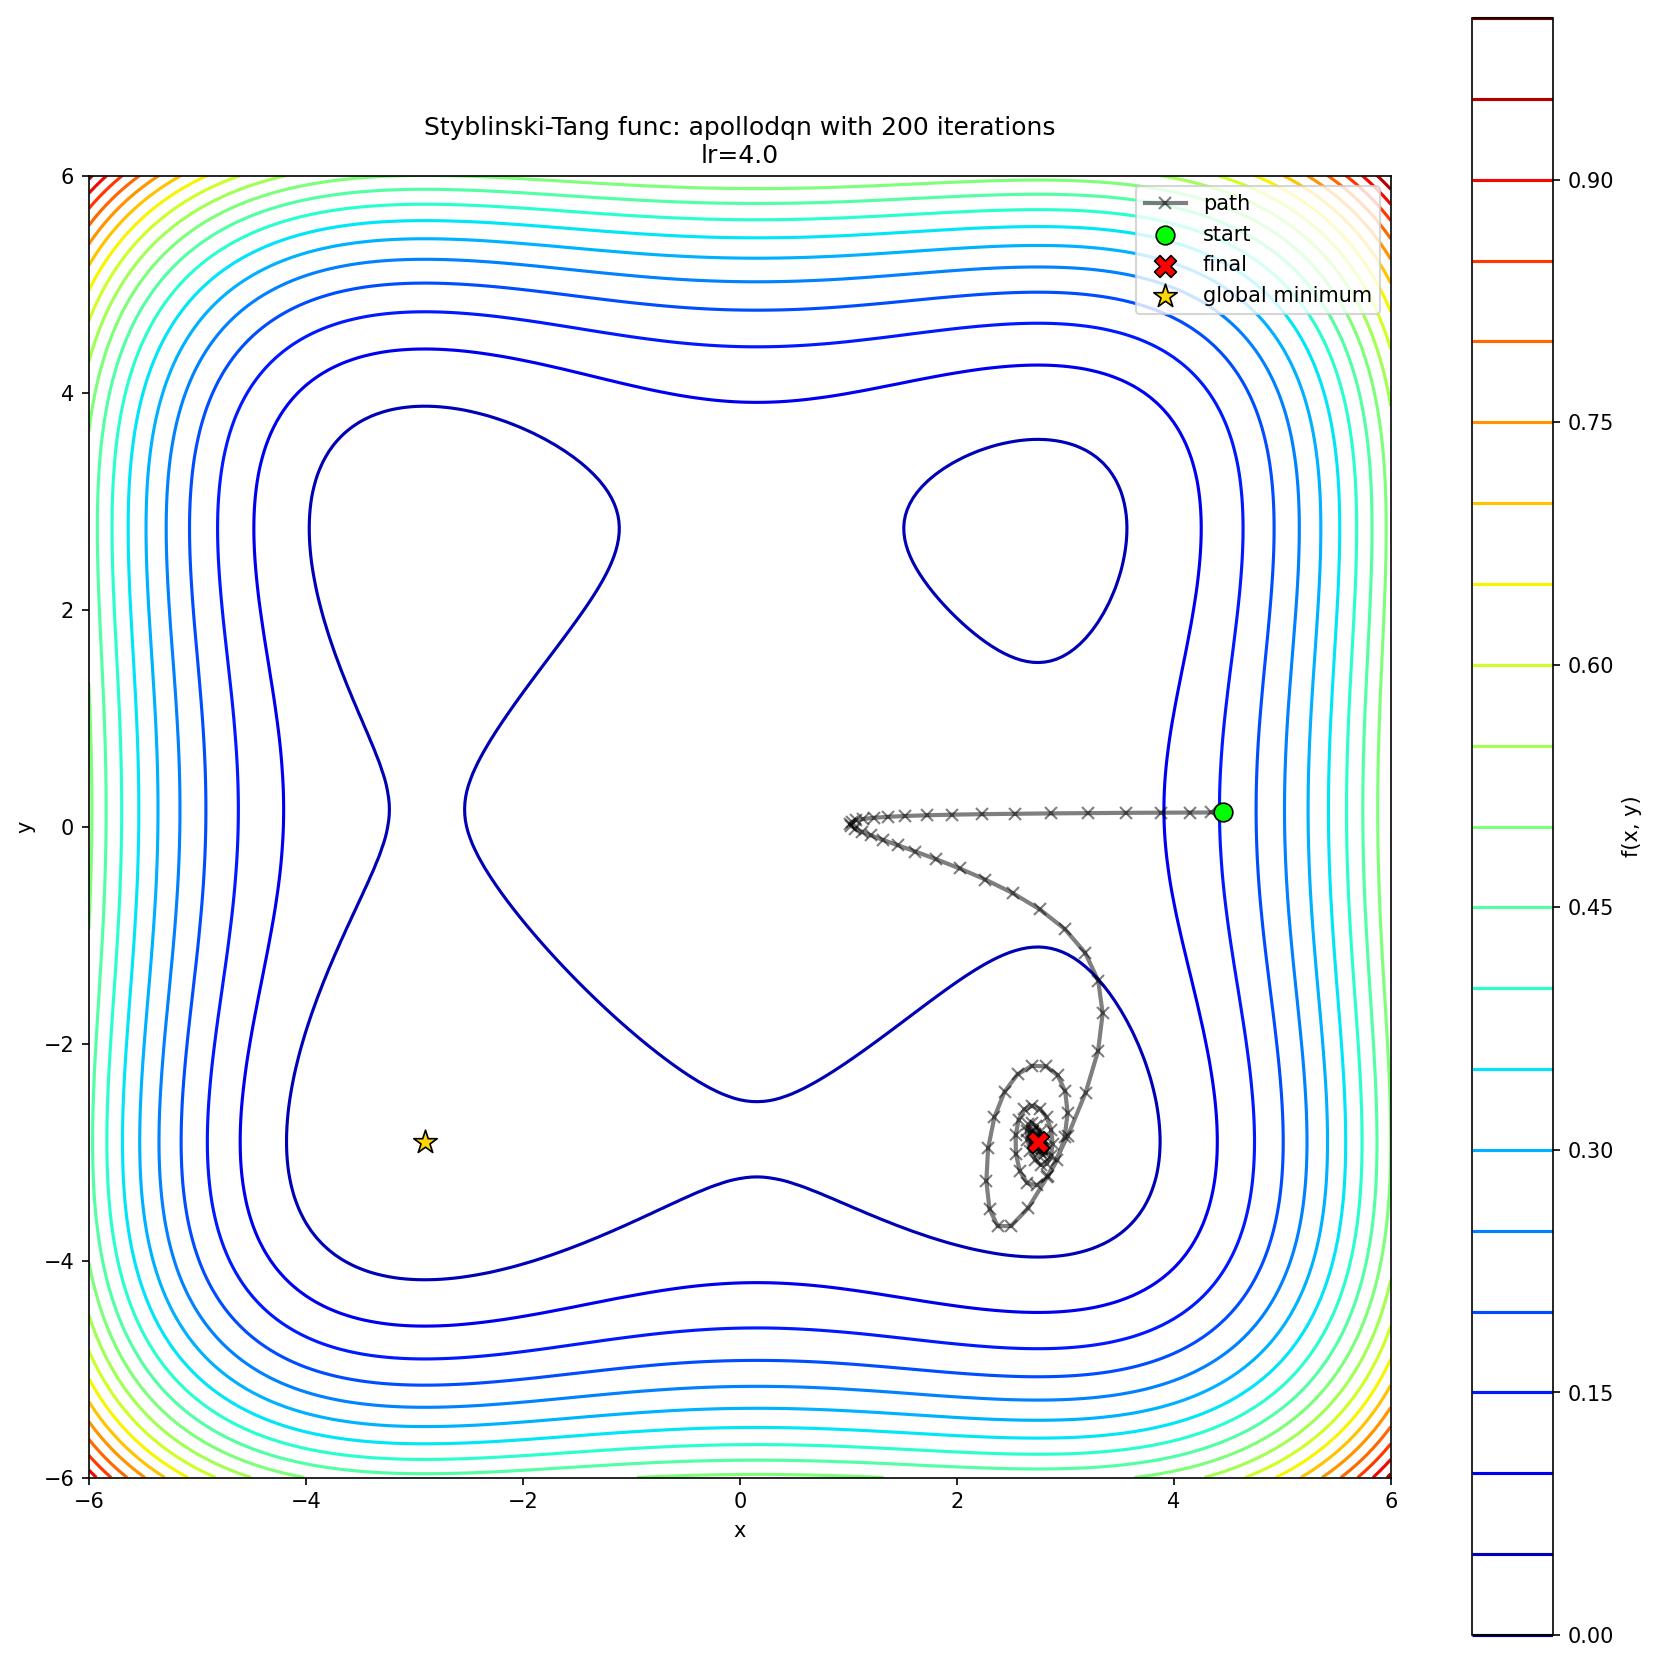 Styblinski-Tang func: apollodqn with 200 iterations
lr=4.0
path
start
final
global minimum
6
4
2
0
−2
−4
−6
y
−6
−4
−2
0
2
4
6
x
0.90
0.75
0.60
0.45
0.30
0.15
0.00
f(x, y)